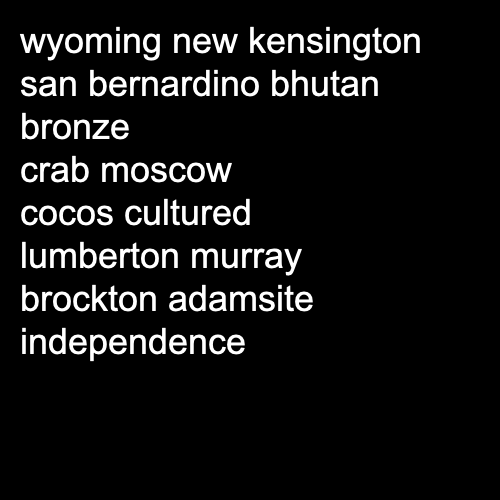 wyoming new kensington
san bernardino bhutan
bronze
crab moscow
cocos cultured
lumberton murray
brockton adamsite
independence